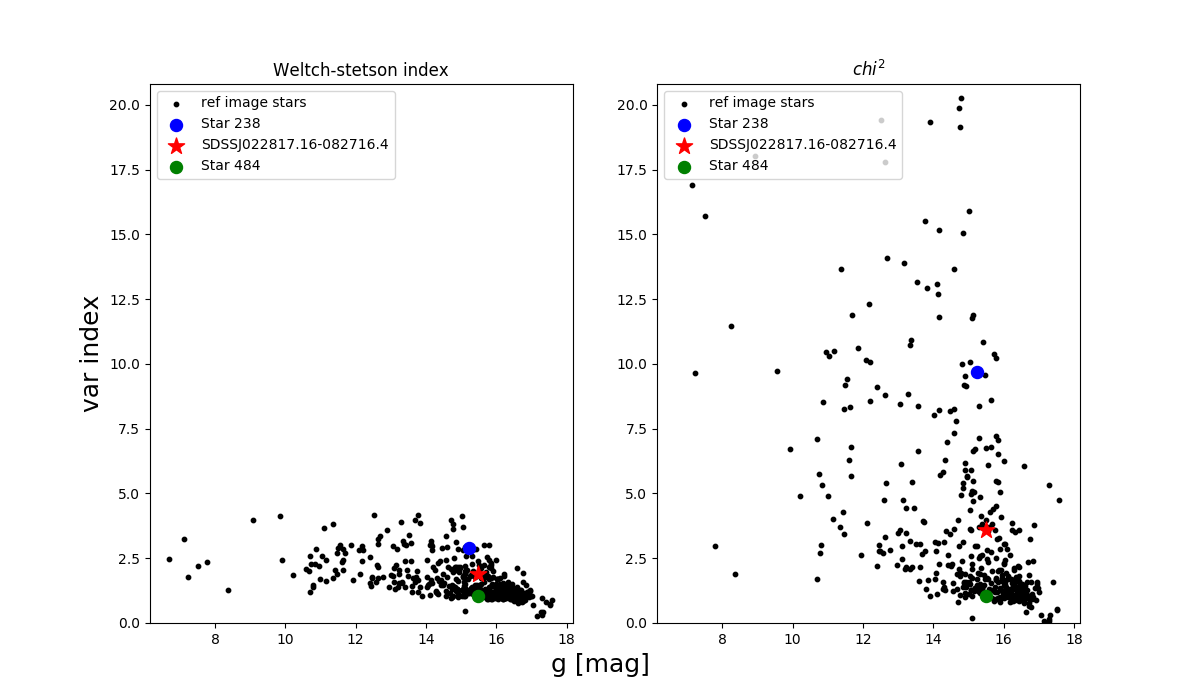 Weltch-stetson index
chi²
ref image stars
Star 238
SDSSJ022817.16-082716.4
Star 484
ref image stars
Star 238
SDSSJ022817.16-082716.4
Star 484
20.0
17.5
15.0
12.5
10.0
7.5
5.0
2.5
0.0
20.0
17.5
15.0
12.5
10.0
7.5
5.0
2.5
0.0
var index
8 10 12 14 16 18
8 10 12 14 16 18
g [mag]